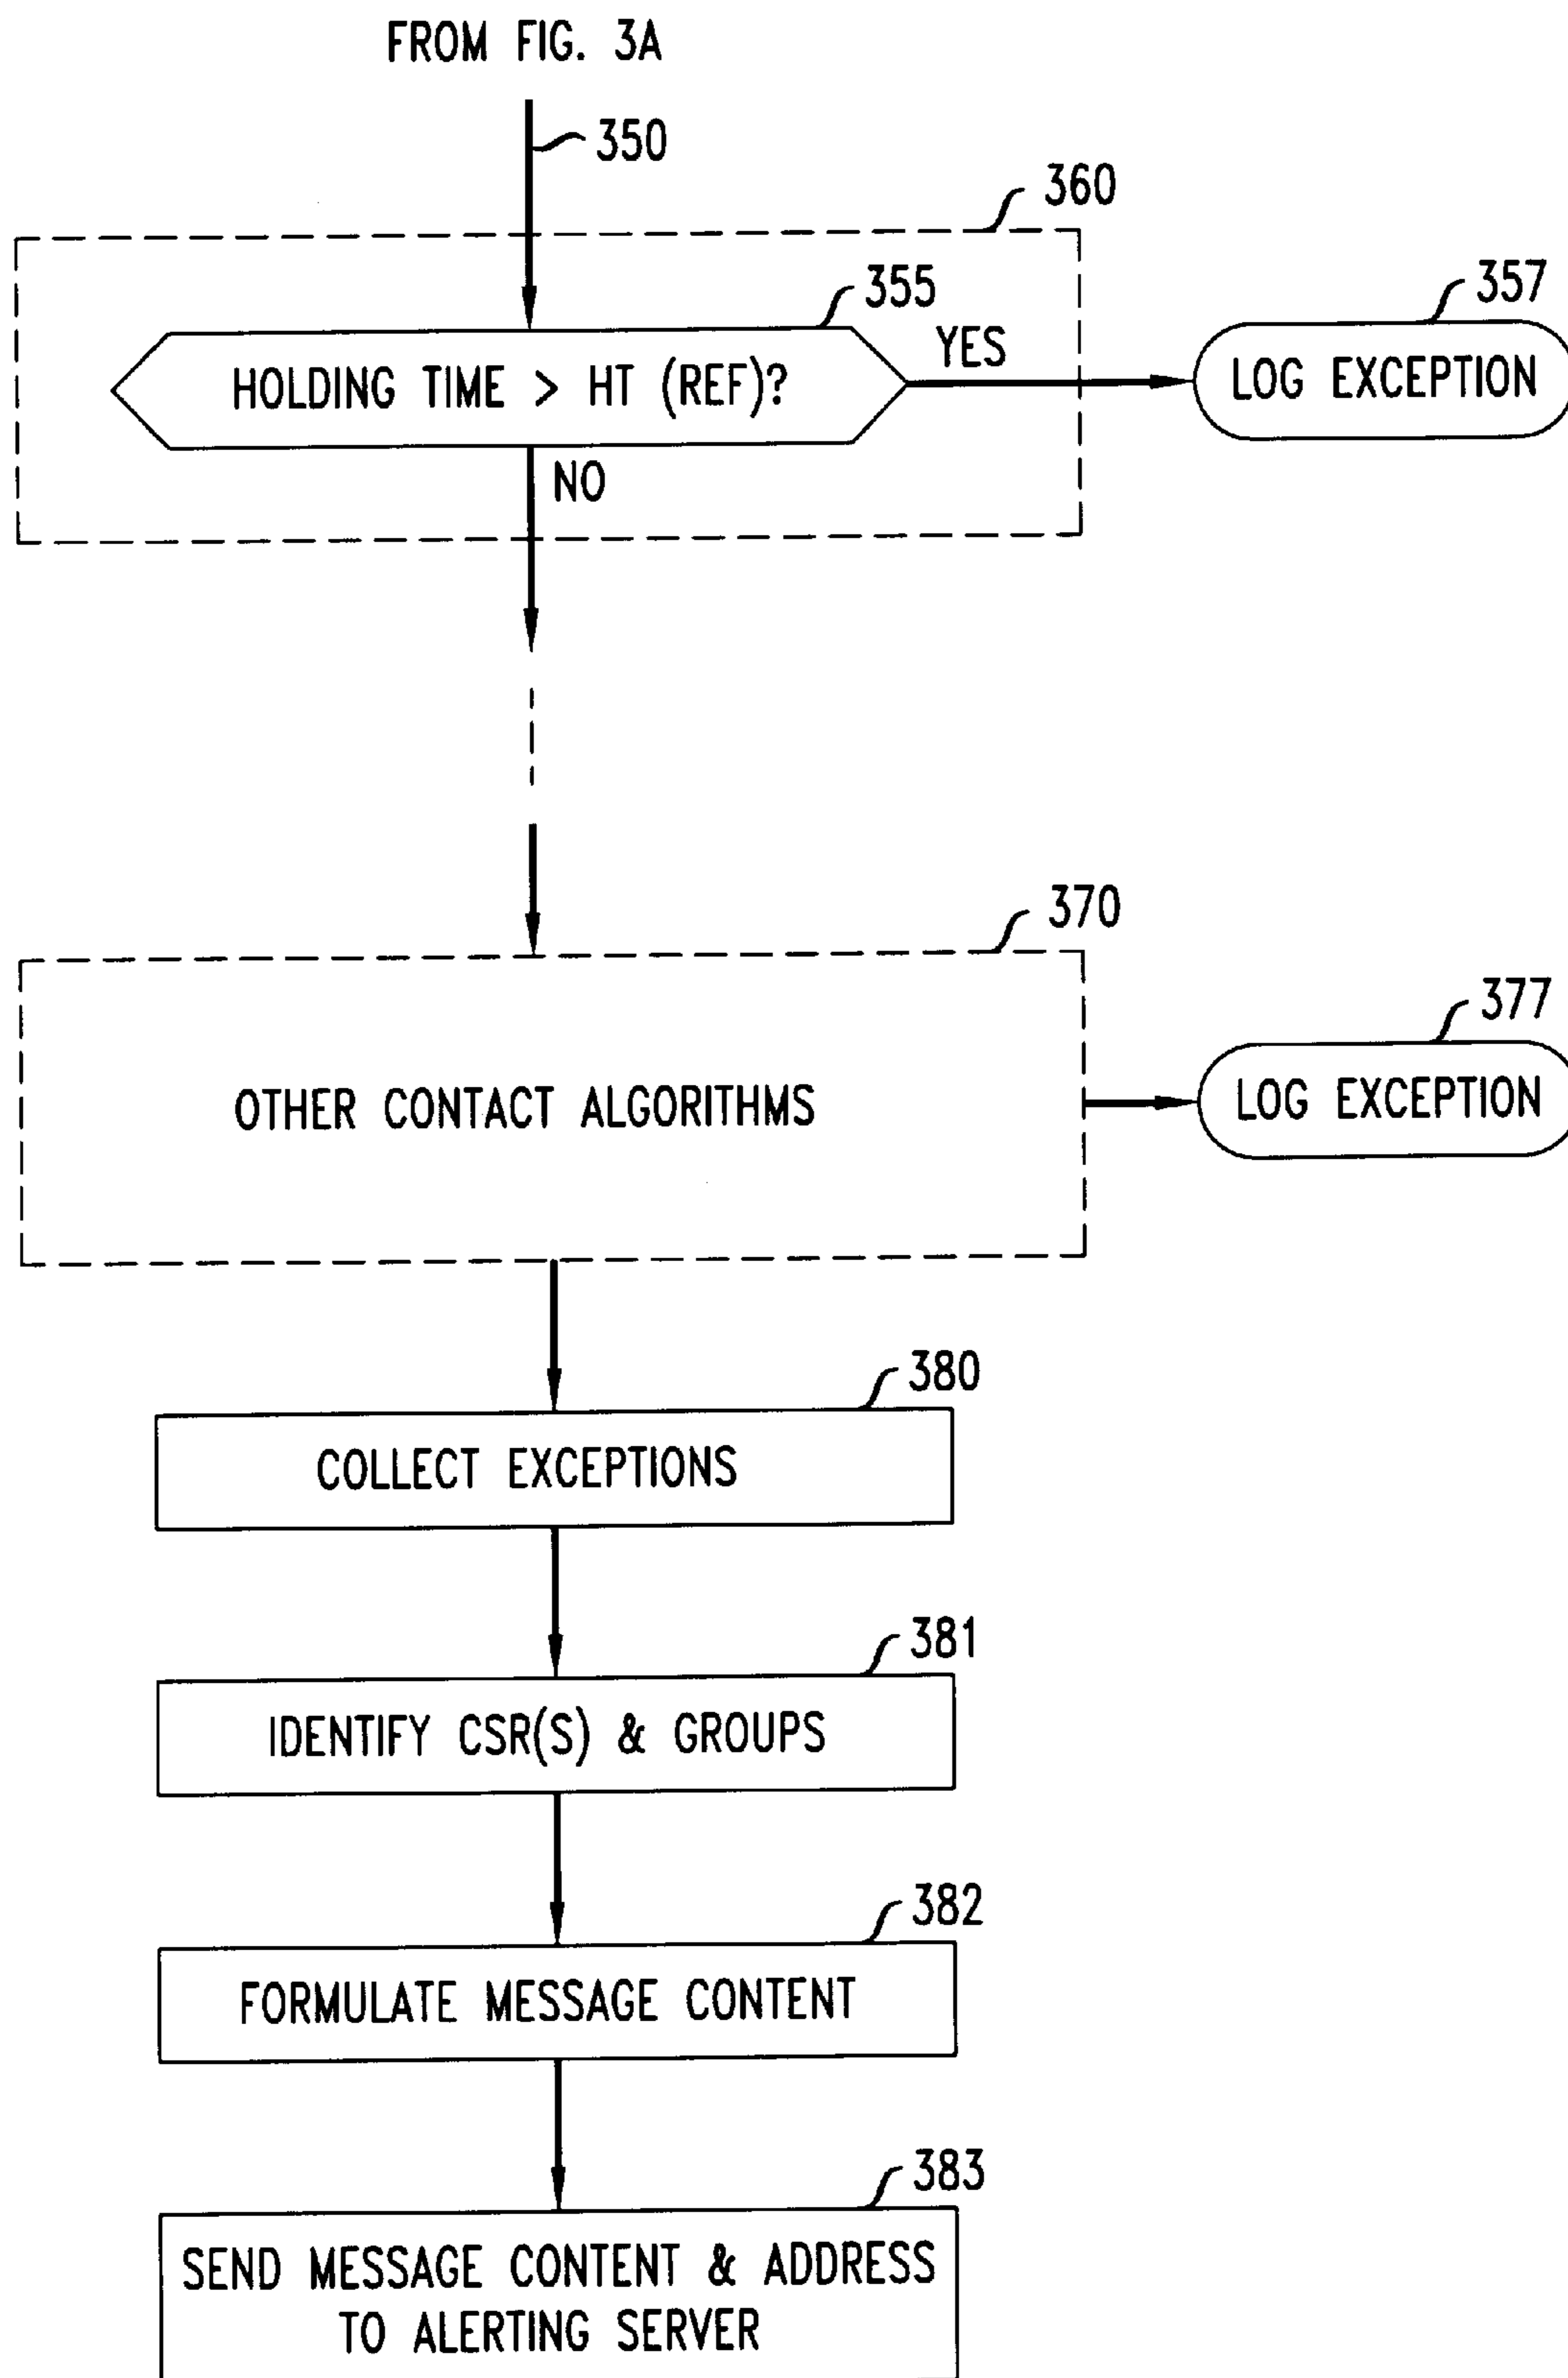 FROM FIG. 3A
350
360
355
357
HOLDING TIME > HT (REF)?
YES
LOG EXCEPTION
NO
370
377
OTHER CONTACT ALGORITHMS
LOG EXCEPTION
380
COLLECT EXCEPTIONS
381
IDENTIFY CSR(S) & GROUPS
382
FORMULATE MESSAGE CONTENT
383
SEND MESSAGE CONTENT & ADDRESS
TO ALERTING SERVER